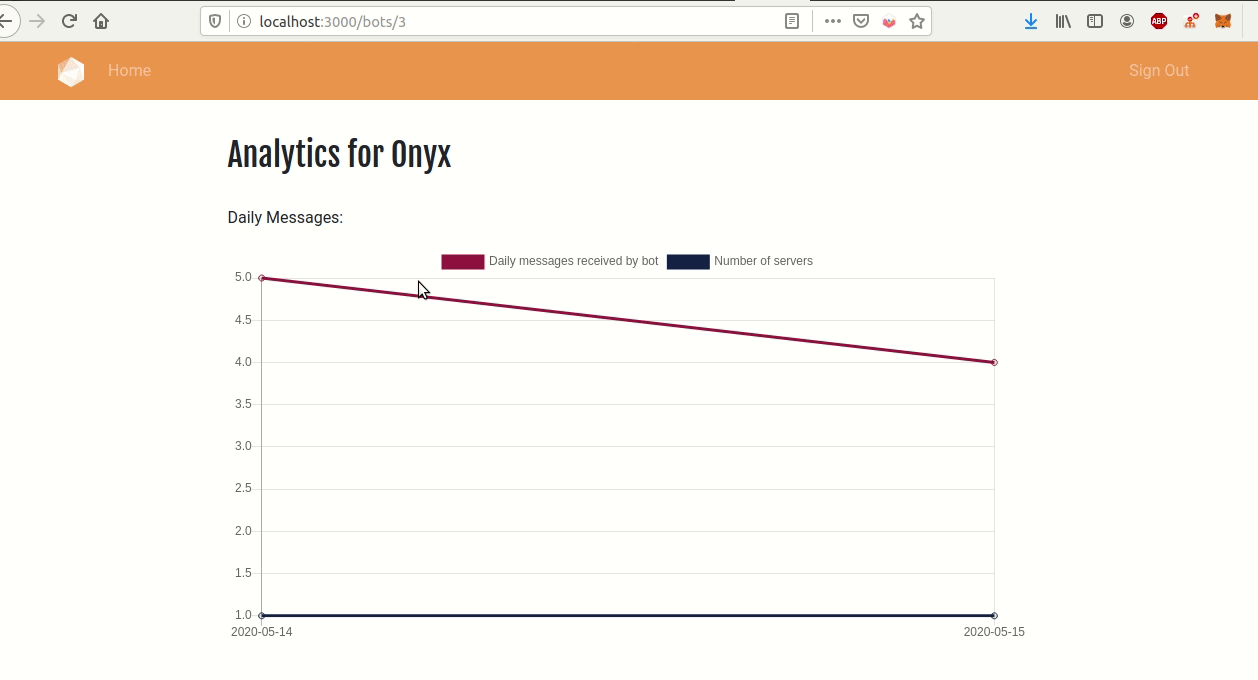 localhost:3000/bots/3
ABP
Home
Sign Out
Analytics for Onyx
Daily Messages:
Daily messages received by bot
Number of servers
5.0
4.5
4.0
3.5
3.0
2.5
2.0
1.5
1.0
2020-05-14
2020-05-15